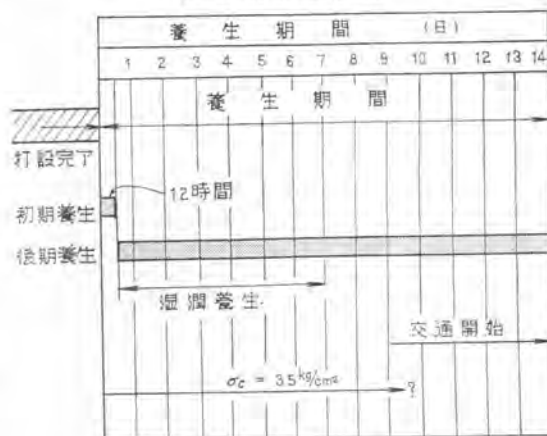 養生期間 (日)
1 2 3 4 5 6 7 8 9 10 11 12 13 14
養生期間
打設完了
12時間
初期養生
後期養生
湿潤養生
交通開始
σc = 35 kg/cm2 ?